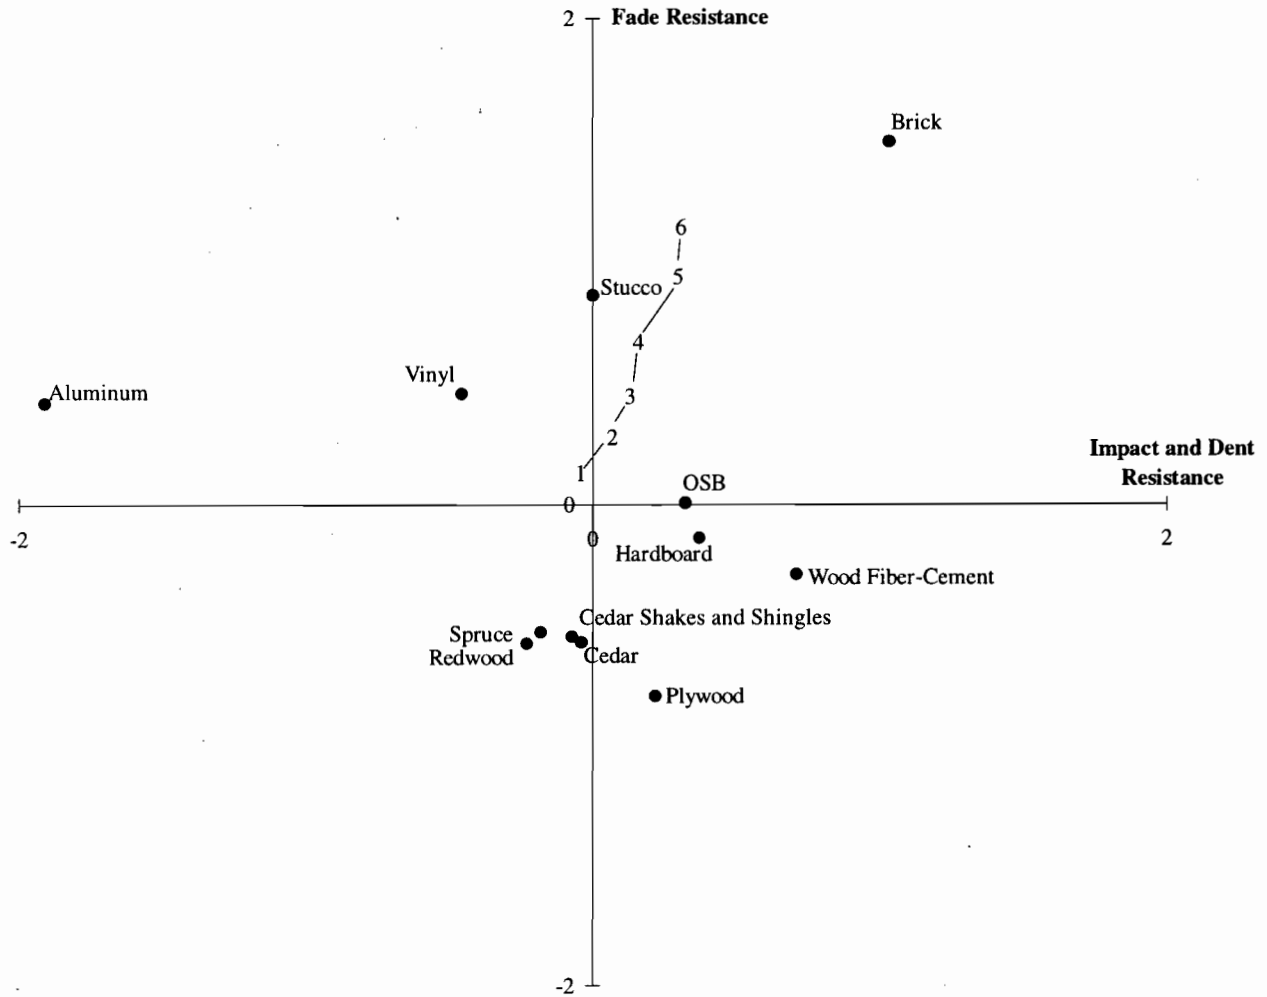 2 Fade Resistance
Brick
6
5
Stucco
4
Vinyl
Aluminum
3
2
Impact and Dent
Resistance
1
OSB
0
-2
0
2
Hardboard
Wood Fiber-Cement
Cedar Shakes and Shingles
Spruce
Redwood
Cedar
Plywood
-2